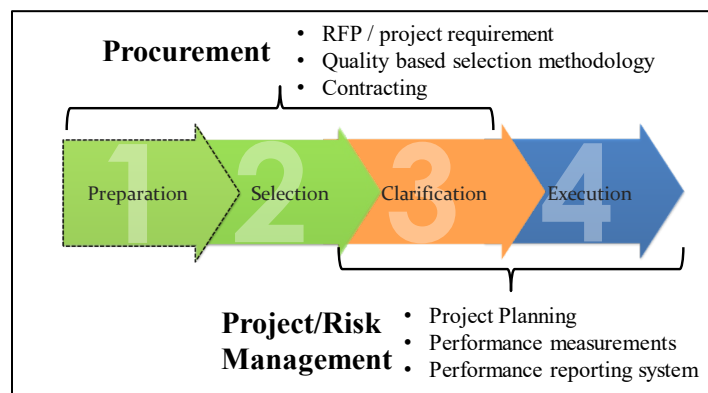 Procurement
• RFP / project requirement
• Quality based selection methodology
• Contracting
1
Preparation
2
Selection
3
Clarification
4
Execution
Project/Risk
Management
• Project Planning
• Performance measurements
• Performance reporting system